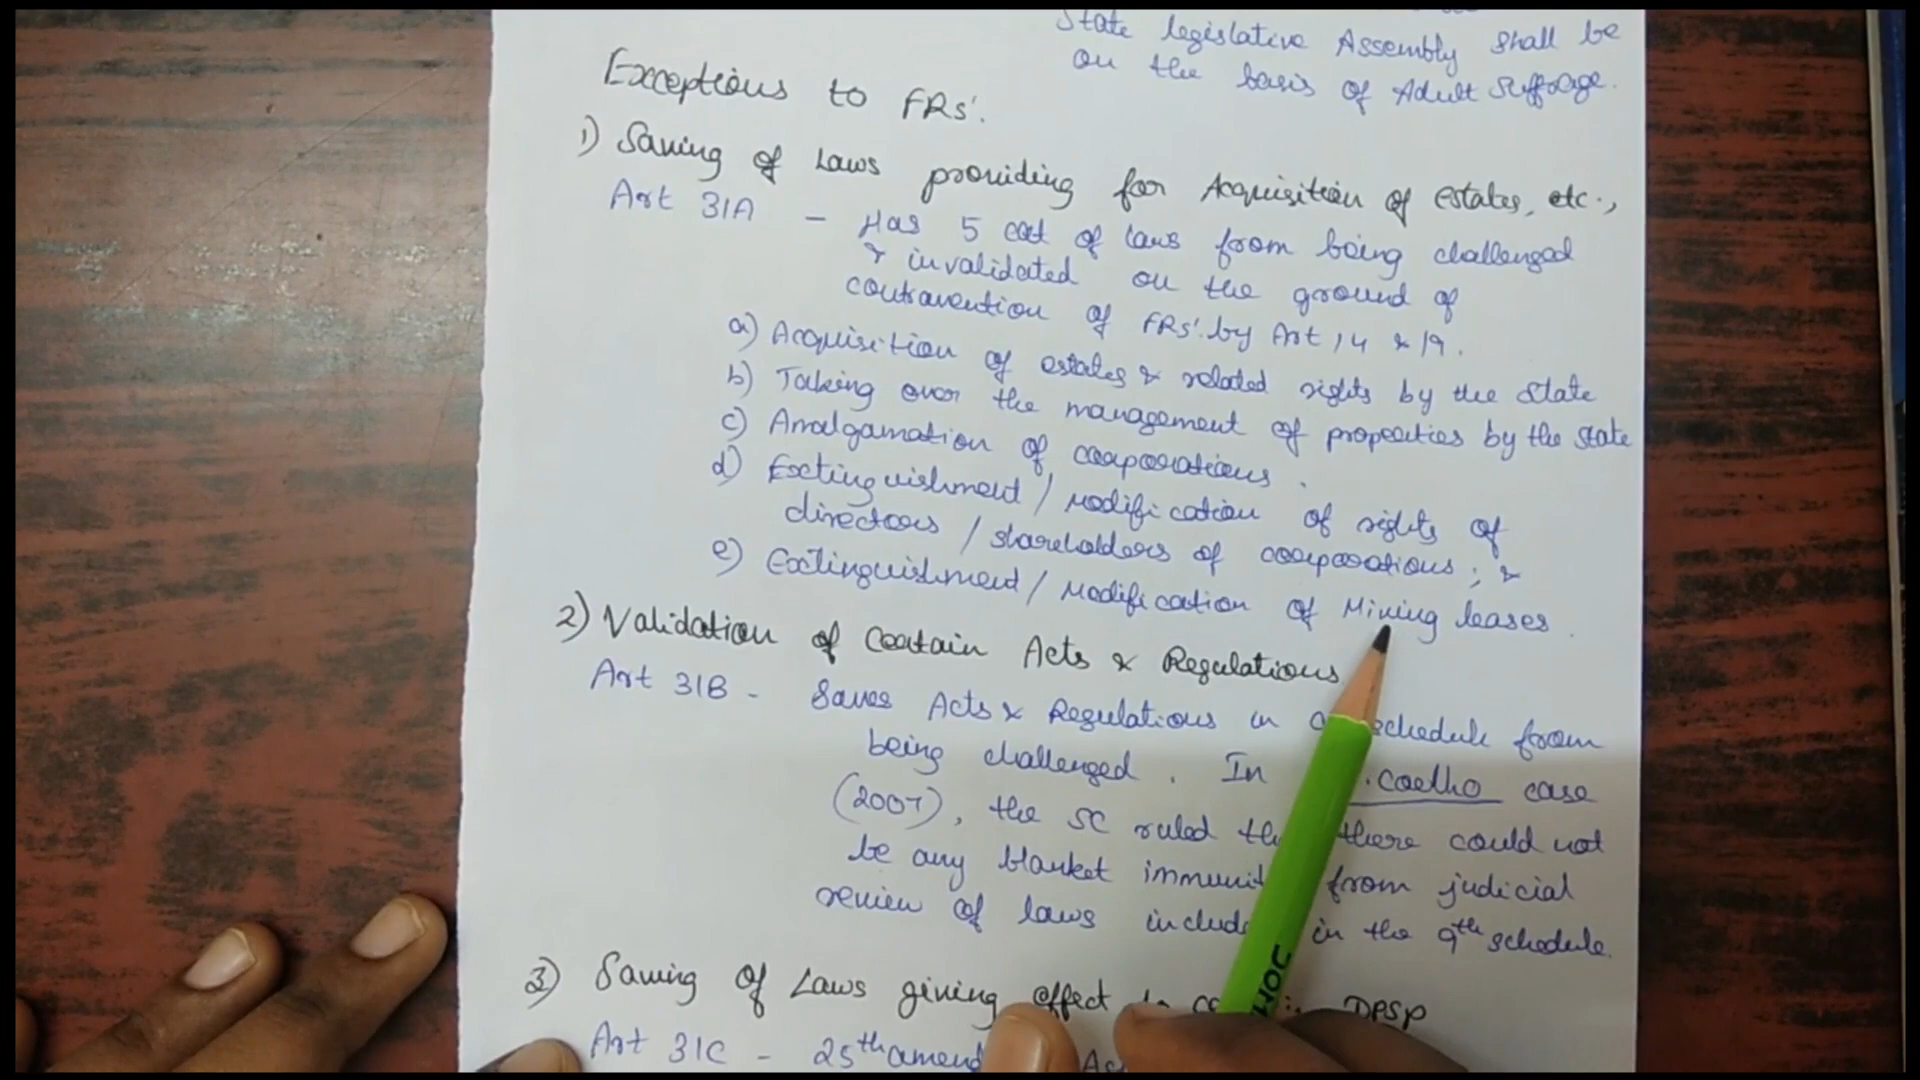 State legislative Assembly shall be
on the basis of Adult Suffrage.
Exceptions to FRs'.
1) Saving of Laws providing for Acquisition of estates, etc.,
Art 31A - Has 5 cat of laws from being challenged
& invalidated on the ground of
contravention of FRs'. by Art 14 & 19.
a) Acquisition of estates & related rights by the State
b) Taking over the management of properties by the State
c) Amalgamation of corporations.
d) Extinguishment / Modification of rights of
directors / shareholders of corporations; &
e) Extinguishment / Modification of Mining leases.
2) Validation of Certain Acts & Regulations
Art 31B - Saves Acts & Regulations in schedule from
being challenged. In .Coelho case
(2007), the SC ruled there could not
be any blanket from judicial
review of laws in the 9th schedule.
3) Saving of Laws giving effect DPSP
Art 31C - 25th amend
JOH